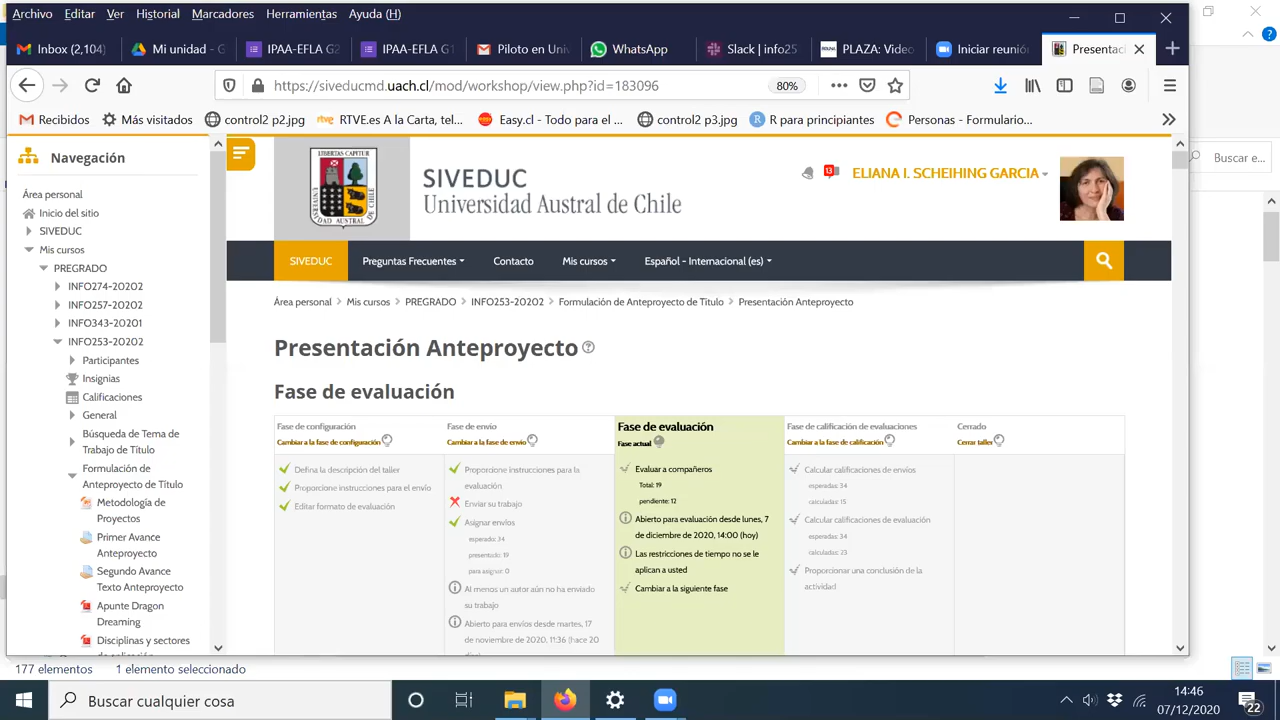 Archivo Editar Ver Historial Marcadores Herramientas Ayuda (H)
Inbox (2,104) Mi unidad - G IPAA-EFLA G2 IPAA-EFLA G1 Piloto en Uni WhatsApp Slack | info25 PLAZA: Video Iniciar reunió Presentac
https://siveducmd.uach.cl/mod/workshop/view.php?id=183096 80%
Recibidos Más visitados control2 p2.jpg RTVE.es A la Carta, tel... Easy.cl - Todo para el ... control2 p3.jpg R para principiantes Personas - Formulario...
Buscar e...
Navegación
Área personal
Inicio del sitio
SIVEDUC
Mis cursos
PREGRADO
INFO274-20202
INFO257-20202
INFO343-20201
INFO253-20202
Participantes
Insignias
Calificaciones
General
Búsqueda de Tema de
Trabajo de Título
Formulación de
Anteproyecto de Título
Metodología de
Proyectos
Primer Avance
Anteproyecto
Segundo Avance
Texto Anteproyecto
Apunte Dragon
Dreaming
Disciplinas y sectores
de aplicación
LIBERTAS CAPITUR
SIVEDUC
Universidad Austral de Chile
13
ELIANA I. SCHEIHING GARCIA
SIVEDUC Preguntas Frecuentes Contacto Mis cursos Español - Internacional (es)
Área personal Mis cursos PREGRADO INFO253-20202 Formulación de Anteproyecto de Título Presentación Anteproyecto
Presentación Anteproyecto
Fase de evaluación
Fase de configuración
Cambiar a la fase de configuración
Defina la descripción del taller
Proporcione instrucciones para el envío
Editar formato de evaluación
Fase de envío
Cambiar a la fase de envío
Proporcione instrucciones para la
evaluación
Enviar su trabajo
Asignar envíos
esperado: 34
presentado: 19
para asignar: 0
Al menos un autor aún no ha enviado
su trabajo
Abierto para envíos desde martes, 17
de noviembre de 2020, 11:36 (hace 20
días)
Fase de evaluación
Fase actual
Evaluar a compañeros
Total: 19
pendiente: 12
Abierto para evaluación desde lunes, 7
de diciembre de 2020, 14:00 (hoy)
Las restricciones de tiempo no se le
aplican a usted
Cambiar a la siguiente fase
Fase de calificación de evaluaciones
Cambiar a la fase de calificación
Calcular calificaciones de envíos
esperadas: 34
calculadas: 15
Calcular calificaciones de evaluación
esperadas: 34
calculadas: 23
Proporcionar una conclusión de la
actividad
Cerrado
Cerrar taller
177 elementos 1 elemento seleccionado
Buscar cualquier cosa
14:46
07/12/2020
22